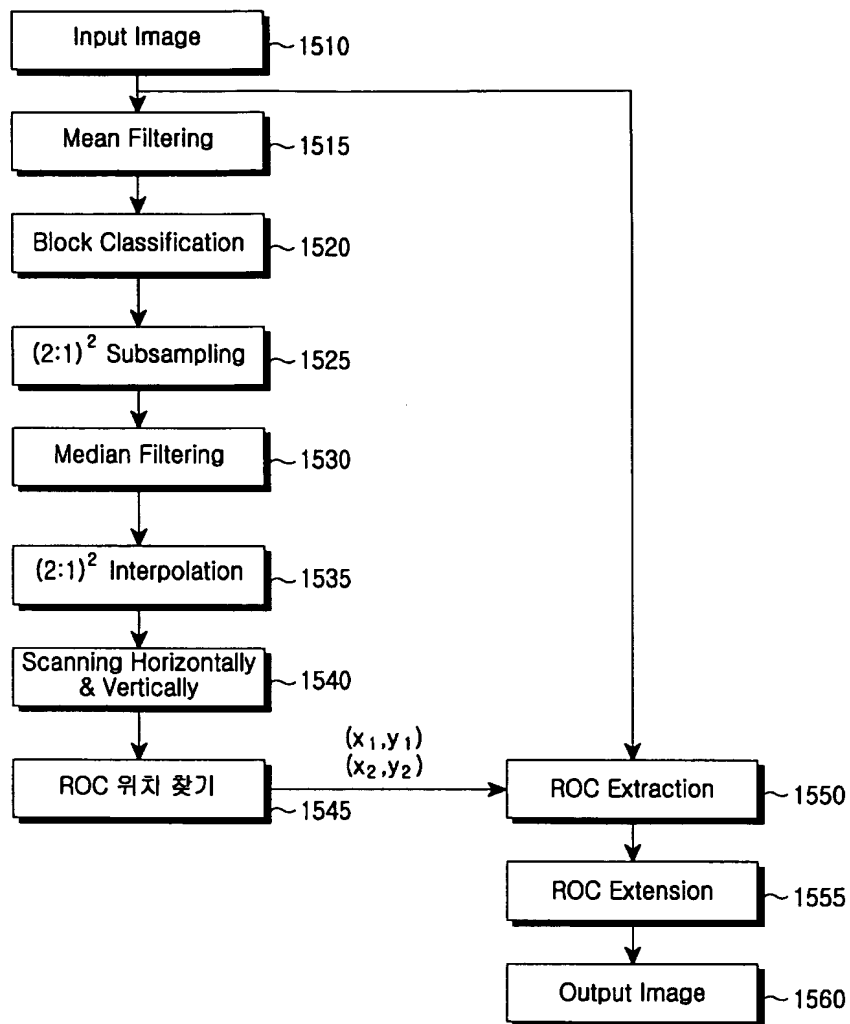 Input Image
1510
Mean Filtering
1515
Block Classification
1520
(2:1)² Subsampling
1525
Median Filtering
1530
(2:1)² Interpolation
1535
Scanning Horizontally
& Vertically
1540
ROC 위치 찾기
1545
(x₁,y₁)
(x₂,y₂)
ROC Extraction
1550
ROC Extension
1555
Output Image
1560